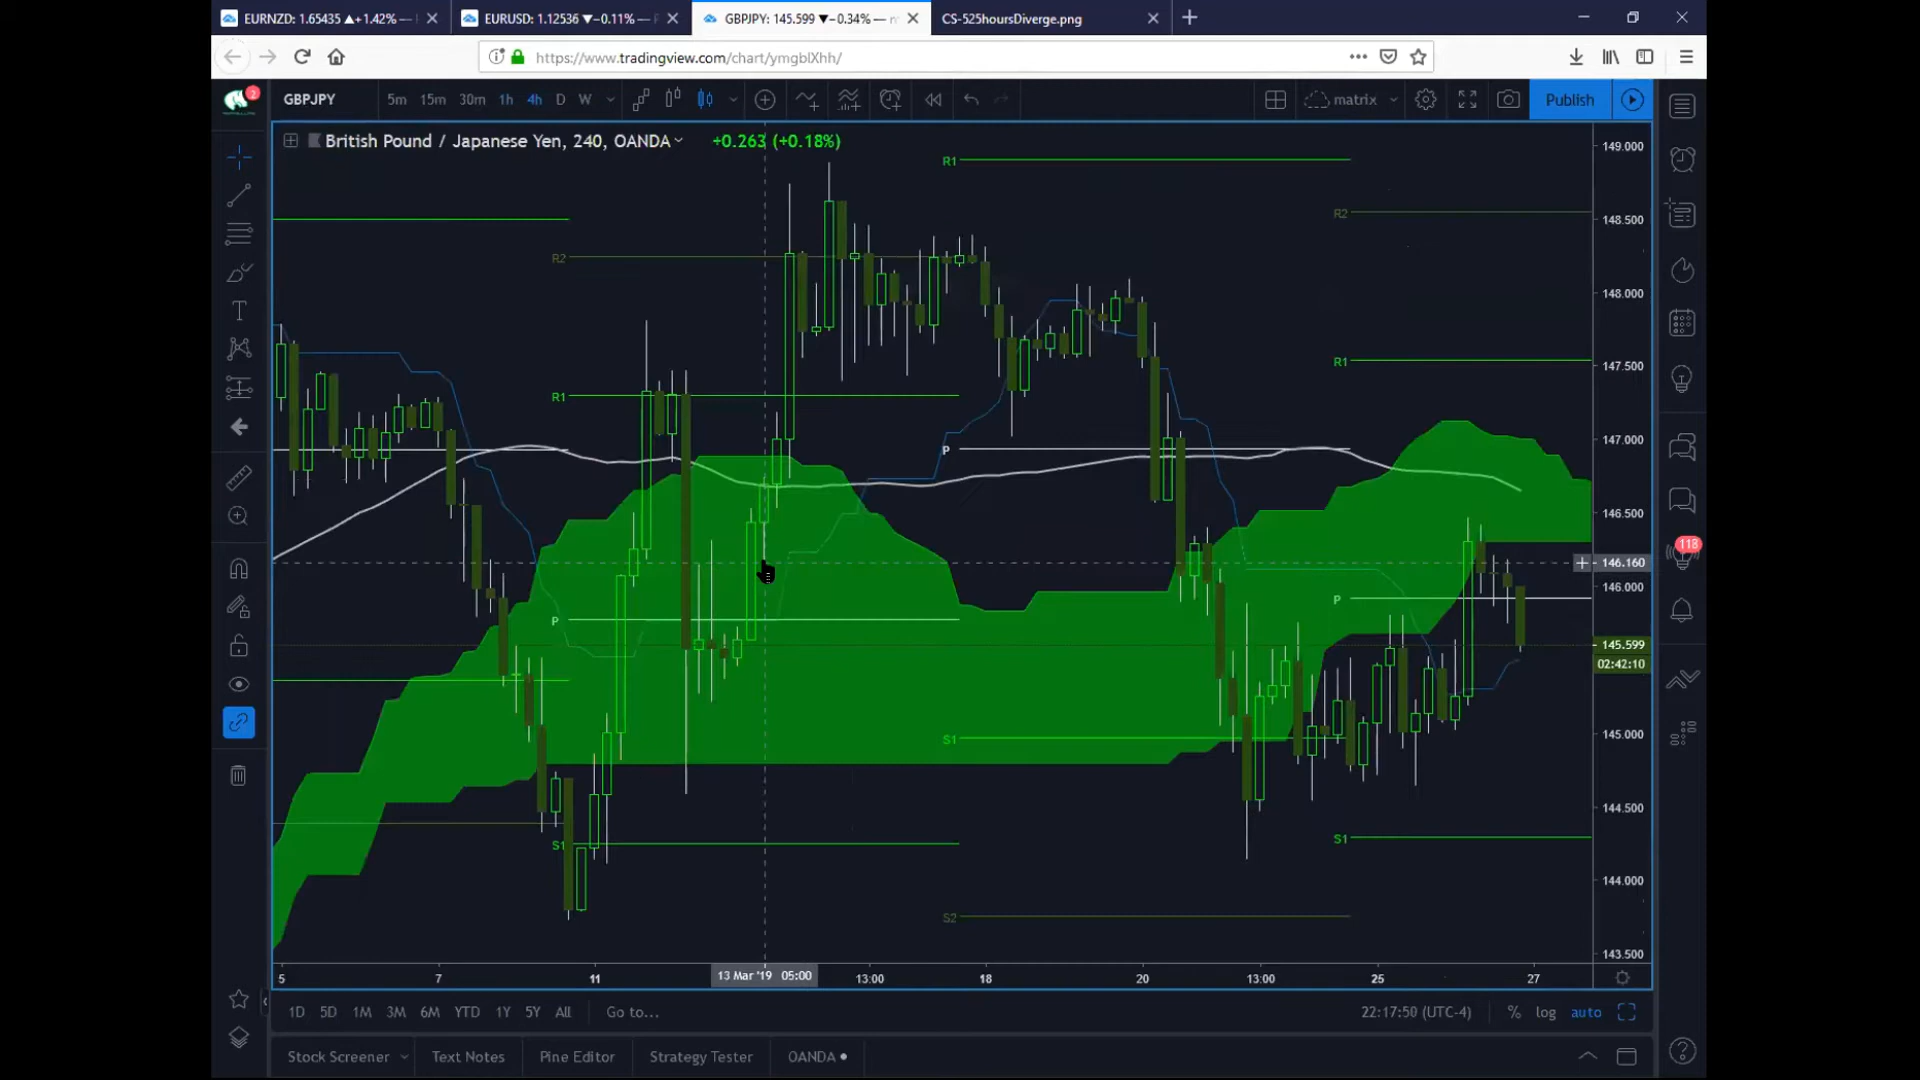 EURNZD: 1.65435 ▲+1.42% —
EURUSD: 1.12536 ▼−0.11% —
GBPJPY: 145.599 ▼−0.34% —
CS-525hoursDiverge.png
https://www.tradingview.com/chart/ymgblXhh/
2
GBPJPY
5m 15m 30m 1h 4h D W
matrix
Publish
British Pound / Japanese Yen, 240, OANDA
+0.263 (+0.18%)
149.000
R1
148.500
R2
R2
148.000
147.500
R1
R1
147.000
P
146.500
118
146.160
146.000
P
P
145.599
02:42:10
S1
145.000
144.500
S1
S1
144.000
S2
143.500
5
7
11
13 Mar '19 05:00
13:00
18
20
13:00
25
27
1D 5D 1M 3M 6M YTD 1Y 5Y All Go to...
22:17:50 (UTC-4) % log auto
Stock Screener Text Notes Pine Editor Strategy Tester OANDA